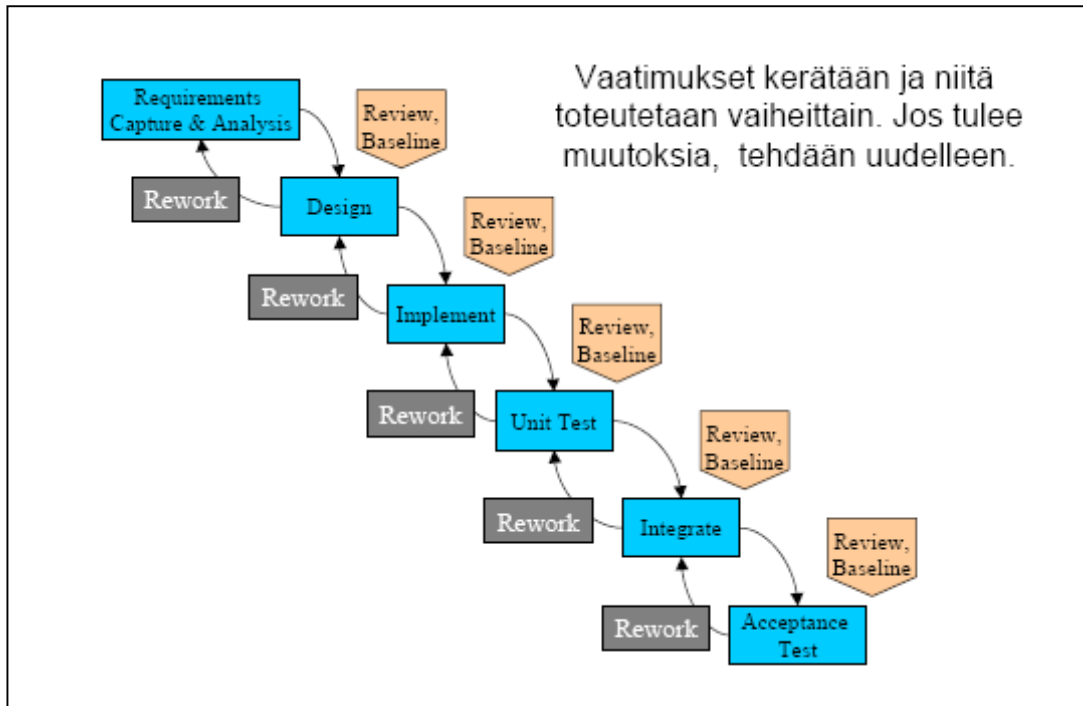 Vaatimukset kerätään ja niitä
toteutetaan vaiheittain. Jos tulee
muutoksia, tehdään uudelleen.
Requirements
Capture & Analysis
Review,
Baseline
Rework
Design
Review,
Baseline
Rework
Implement
Review,
Baseline
Rework
Unit Test
Review,
Baseline
Rework
Integrate
Review,
Baseline
Rework
Acceptance
Test